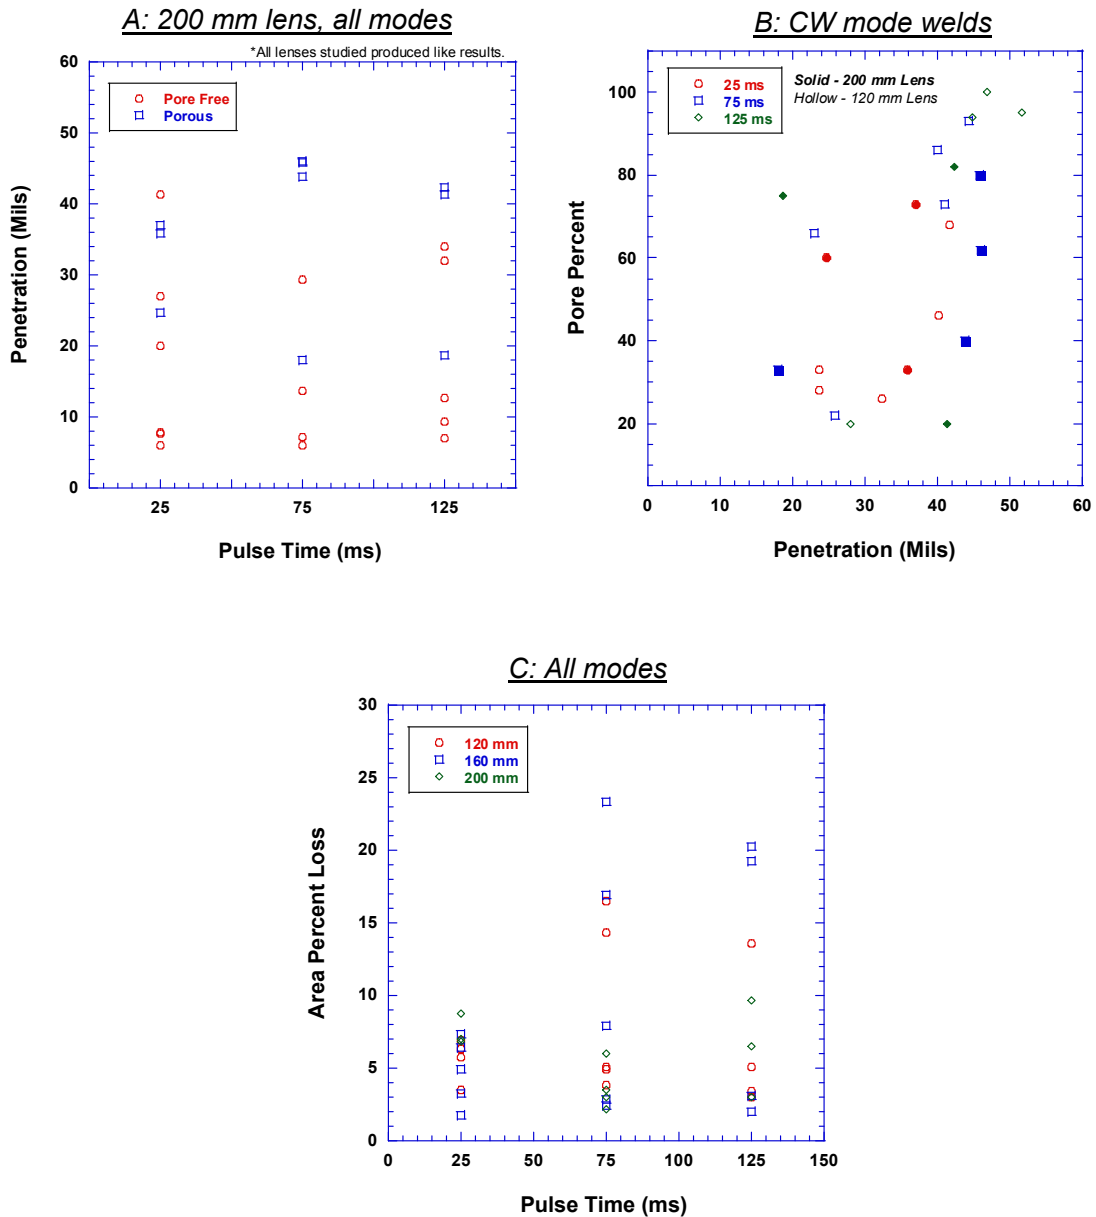 A: 200 mm lens, all modes
*All lenses studied produced like results.
60
50
40
30
20
10
0
Pore Free
Porous
Penetration (Mils)
25
75
125
Pulse Time (ms)
B: CW mode welds
100
80
60
40
20
25 ms
75 ms
125 ms
Solid - 200 mm Lens
Hollow - 120 mm Lens
Pore Percent
0
10
20
30
40
50
60
Penetration (Mils)
C: All modes
30
25
20
15
10
5
0
120 mm
160 mm
200 mm
Area Percent Loss
0
25
50
75
100
125
150
Pulse Time (ms)